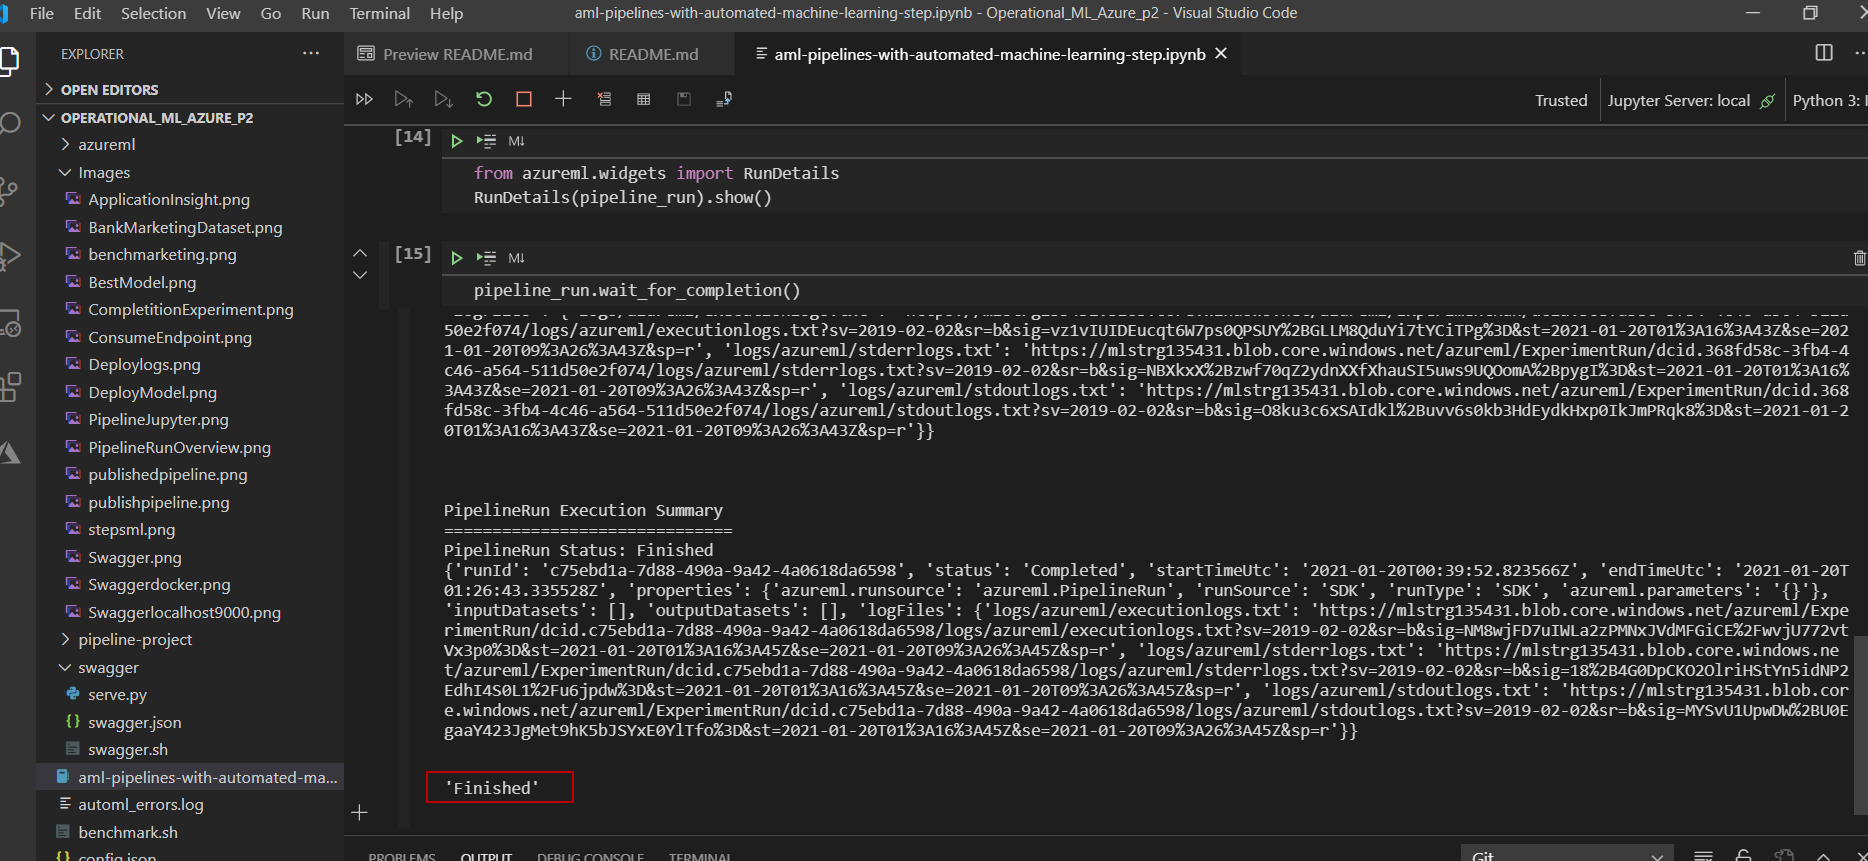 File Edit Selection View Go Run Terminal Help
aml-pipelines-with-automated-machine-learning-step.ipynb - Operational_ML_Azure_p2 - Visual Studio Code
EXPLORER
OPEN EDITORS
OPERATIONAL_ML_AZURE_P2
azureml
Images
ApplicationInsight.png
BankMarketingDataset.png
benchmarketing.png
BestModel.png
CompletitionExperiment.png
ConsumeEndpoint.png
Deploylogs.png
DeployModel.png
PipelineJupyter.png
PipelineRunOverview.png
publishedpipeline.png
publishpipeline.png
stepsml.png
Swagger.png
Swaggerdocker.png
Swaggerlocalhost9000.png
pipeline-project
swagger
serve.py
swagger.json
swagger.sh
aml-pipelines-with-automated-ma...
automl_errors.log
benchmark.sh
config.json
Preview README.md
README.md
aml-pipelines-with-automated-machine-learning-step.ipynb
Trusted
Jupyter Server: local
Python 3:
[14]
M↓
from azureml.widgets import RunDetails
RunDetails(pipeline_run).show()
[15]
M↓
pipeline_run.wait_for_completion()
50e2f074/logs/azureml/executionlogs.txt?sv=2019-02-02&sr=b&sig=vz1vIUIDEucqt6W7ps0QPSUY%2BGLLM8QduYi7tYCiTPg%3D&st=2021-01-20T01%3A16%3A43Z&se=202
1-01-20T09%3A26%3A43Z&sp=r', 'logs/azureml/stderrlogs.txt': 'https://mlstrg135431.blob.core.windows.net/azureml/ExperimentRun/dcid.368fd58c-3fb4-4
c46-a564-511d50e2f074/logs/azureml/stderrlogs.txt?sv=2019-02-02&sr=b&sig=NBXkxX%2Bzwf70qZ2ydnXXfXhauSI5uws9UQOomA%2BpygI%3D&st=2021-01-20T01%3A16%
3A43Z&se=2021-01-20T09%3A26%3A43Z&sp=r', 'logs/azureml/stdoutlogs.txt': 'https://mlstrg135431.blob.core.windows.net/azureml/ExperimentRun/dcid.368
fd58c-3fb4-4c46-a564-511d50e2f074/logs/azureml/stdoutlogs.txt?sv=2019-02-02&sr=b&sig=O8ku3c6xSAIdkl%2Buvv6s0kb3HdEydkHxp0IkJmPRqk8%3D&st=2021-01-2
0T01%3A16%3A43Z&se=2021-01-20T09%3A26%3A43Z&sp=r'}}
PipelineRun Execution Summary
==============================
PipelineRun Status: Finished
{'runId': 'c75ebd1a-7d88-490a-9a42-4a0618da6598', 'status': 'Completed', 'startTimeUtc': '2021-01-20T00:39:52.823566Z', 'endTimeUtc': '2021-01-20T
01:26:43.335528Z', 'properties': {'azureml.runsource': 'azureml.PipelineRun', 'runSource': 'SDK', 'runType': 'SDK', 'azureml.parameters': '{}'},
'inputDatasets': [], 'outputDatasets': [], 'logFiles': {'logs/azureml/executionlogs.txt': 'https://mlstrg135431.blob.core.windows.net/azureml/Expe
rimentRun/dcid.c75ebd1a-7d88-490a-9a42-4a0618da6598/logs/azureml/executionlogs.txt?sv=2019-02-02&sr=b&sig=NM8wjFD7uIWLa2zPMNxJVdMFGiCE%2FwvjU772vt
Vx3p0%3D&st=2021-01-20T01%3A16%3A45Z&se=2021-01-20T09%3A26%3A45Z&sp=r', 'logs/azureml/stderrlogs.txt': 'https://mlstrg135431.blob.core.windows.ne
t/azureml/ExperimentRun/dcid.c75ebd1a-7d88-490a-9a42-4a0618da6598/logs/azureml/stderrlogs.txt?sv=2019-02-02&sr=b&sig=18%2B4G0DpCKO2OlriHStYn5idNP2
EdhI4S0L1%2Fu6jpdw%3D&st=2021-01-20T01%3A16%3A45Z&se=2021-01-20T09%3A26%3A45Z&sp=r', 'logs/azureml/stdoutlogs.txt': 'https://mlstrg135431.blob.cor
e.windows.net/azureml/ExperimentRun/dcid.c75ebd1a-7d88-490a-9a42-4a0618da6598/logs/azureml/stdoutlogs.txt?sv=2019-02-02&sr=b&sig=MYSvU1UpwDW%2BU0E
gaaY423JgMet9hK5bJSYxE0YlTfo%3D&st=2021-01-20T01%3A16%3A45Z&se=2021-01-20T09%3A26%3A45Z&sp=r'}}
'Finished'
PROBLEMS OUTPUT DEBUG CONSOLE TERMINAL
Git